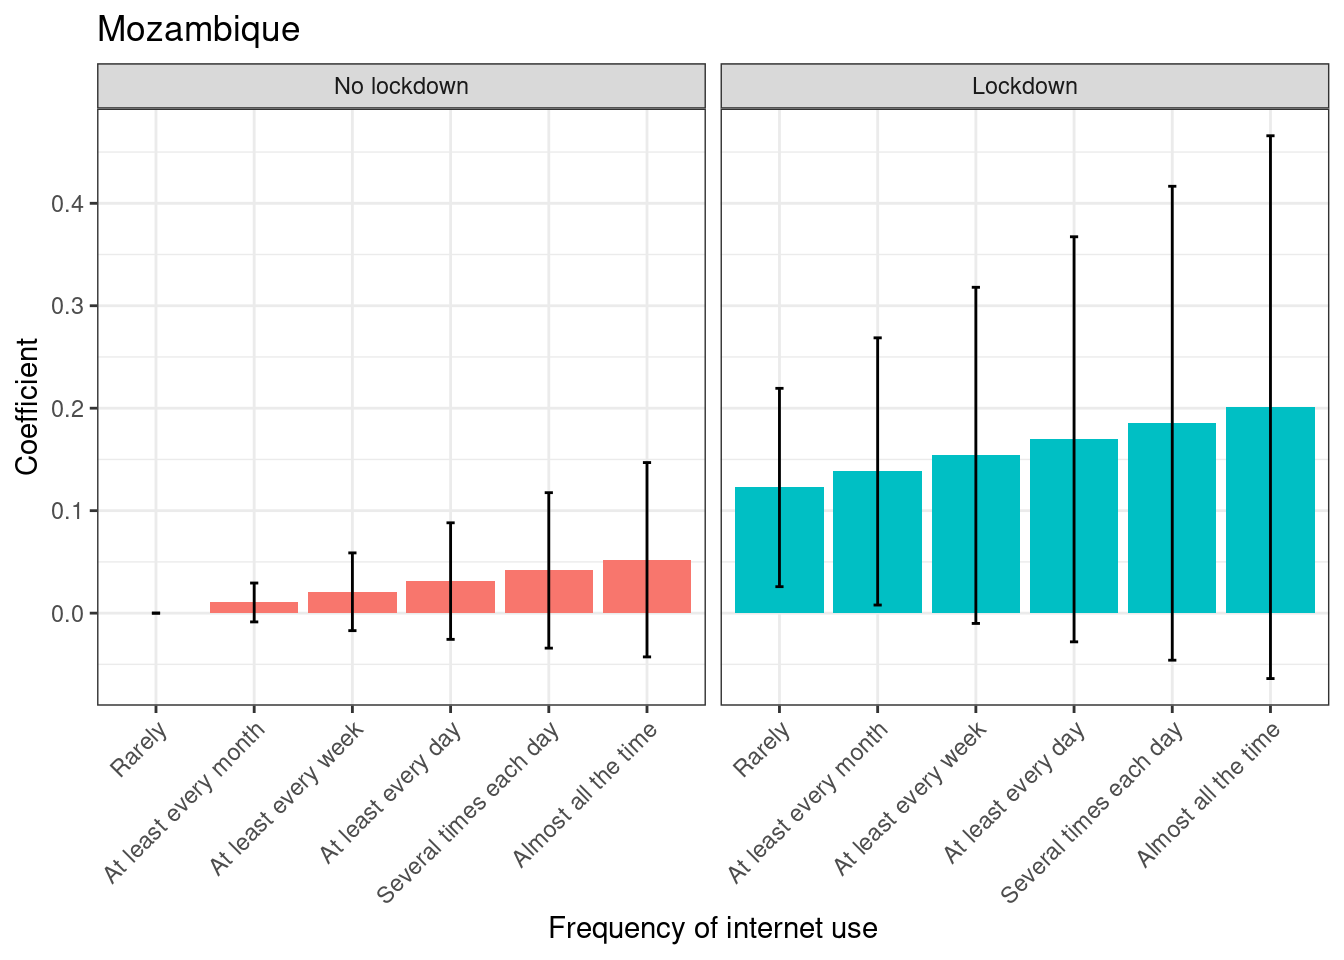 Mozambique
No lockdown
Lockdown
Coefficient
0.4
0.3
0.2
0.1
0.0
Rarely
At least every month
At least every week
At least every day
Several times each day
Almost all the time
Rarely
At least every month
At least every week
At least every day
Several times each day
Almost all the time
Frequency of internet use